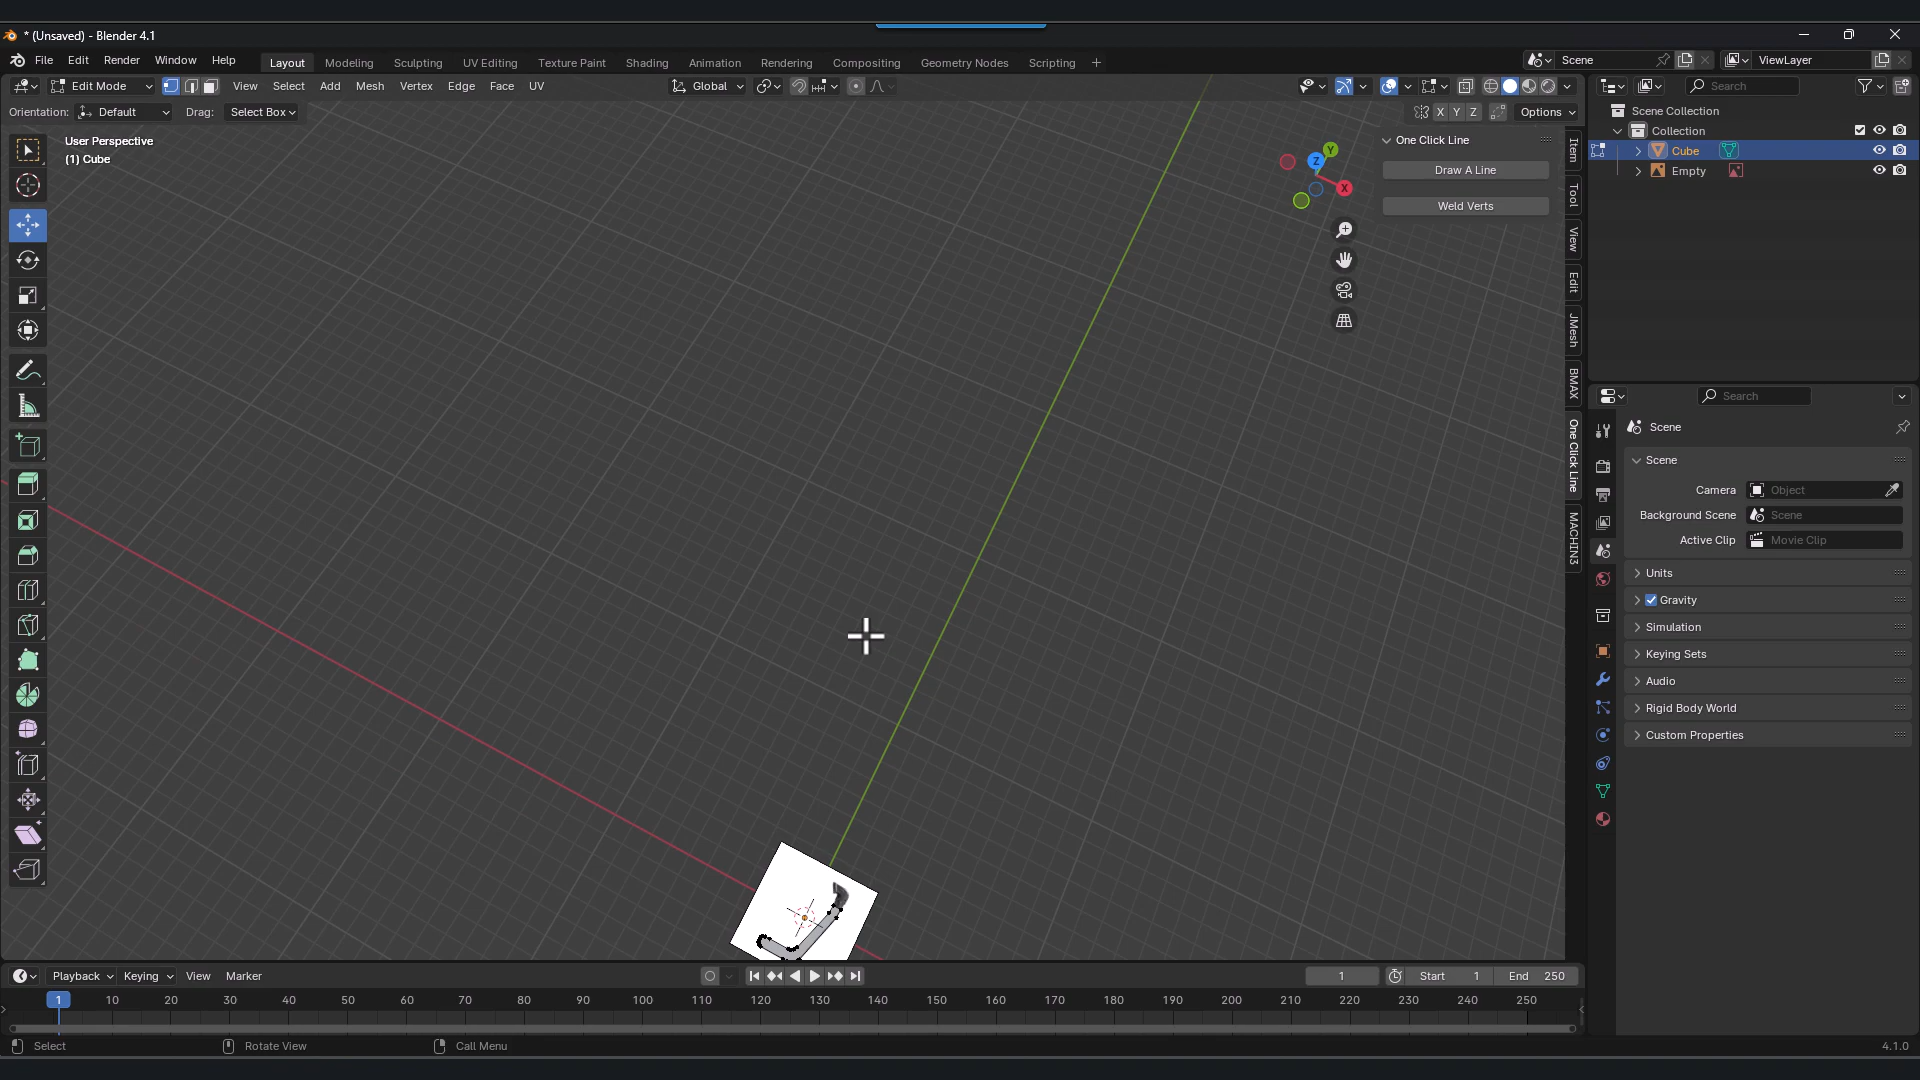 * (Unsaved) - Blender 4.1
File Edit Render Window Help
Layout Modeling Sculpting UV Editing Texture Paint Shading Animation Rendering Compositing Geometry Nodes Scripting +
Scene
ViewLayer
Edit Mode View Select Add Mesh Vertex Edge Face UV
Global
Search
Orientation: Default Drag: Select Box
X Y Z Options
Scene Collection
Collection
Cube
Empty
User Perspective
(1) Cube
Y
Z
X
One Click Line
Draw A Line
Weld Verts
Item
Tool
View
Edit
JMesh
BMAX
One Click Line
MACHIN3
Search
Scene
Scene
Camera Object
Background Scene Scene
Active Clip Movie Clip
Units
Gravity
Simulation
Keying Sets
Audio
Rigid Body World
Custom Properties
Playback Keying View Marker
1 Start 1 End 250
1 10 20 30 40 50 60 70 80 90 100 110 120 130 140 150 160 170 180 190 200 210 220 230 240 250
Select Rotate View Call Menu
4.1.0